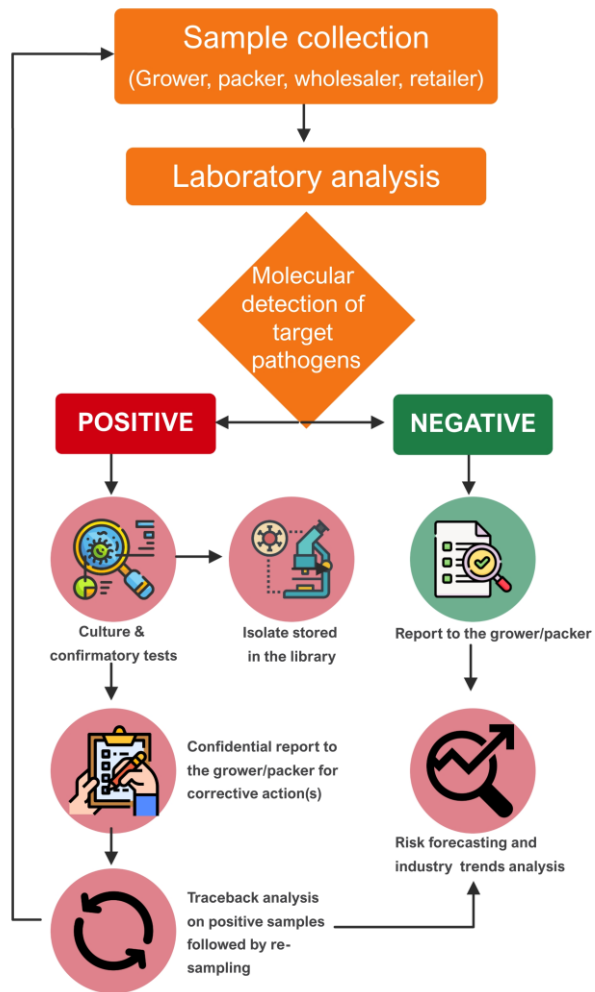 Sample collection
(Grower, packer, wholesaler, retailer)
Laboratory analysis
Molecular
detection of
target
pathogens
POSITIVE
NEGATIVE
Culture &
confirmatory tests
Isolate stored
in the library
Report to the grower/packer
Confidential report to
the grower/packer for
corrective action(s)
Risk forecasting and
industry trends analysis
Traceback analysis
on positive samples
followed by re-
sampling